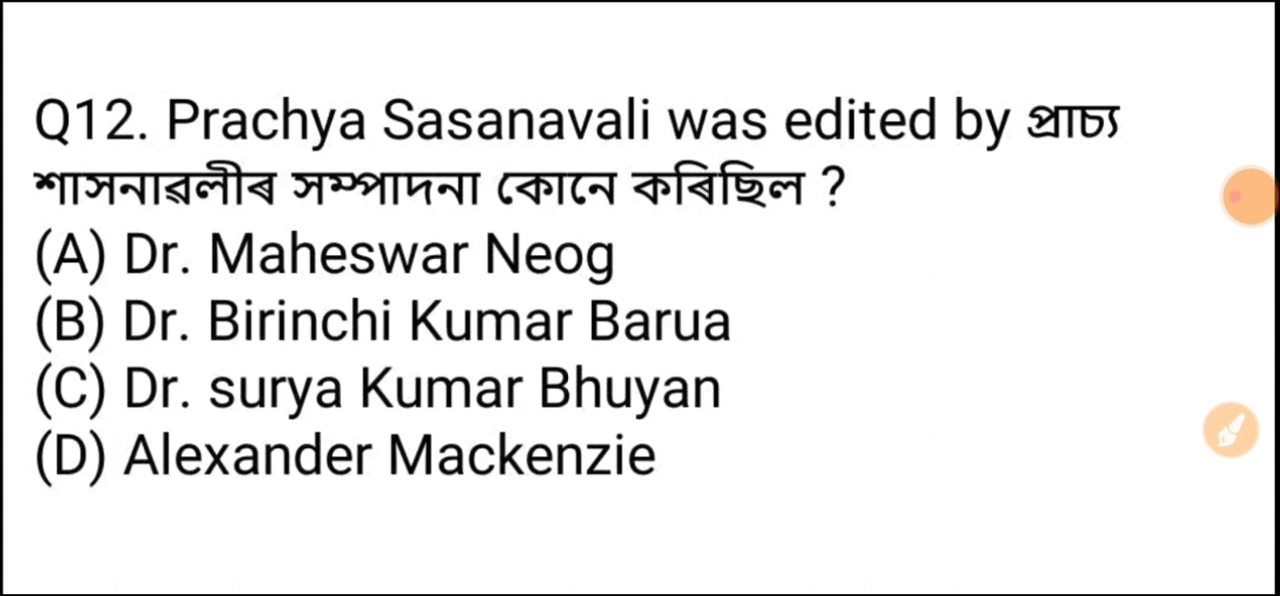 Q12. Prachya Sasanavali was edited by প্ৰাচ্য
শাসনাৱলীৰ সম্পাদনা কোনে কৰিছিল ?
(A) Dr. Maheswar Neog
(B) Dr. Birinchi Kumar Barua
(C) Dr. surya Kumar Bhuyan
(D) Alexander Mackenzie